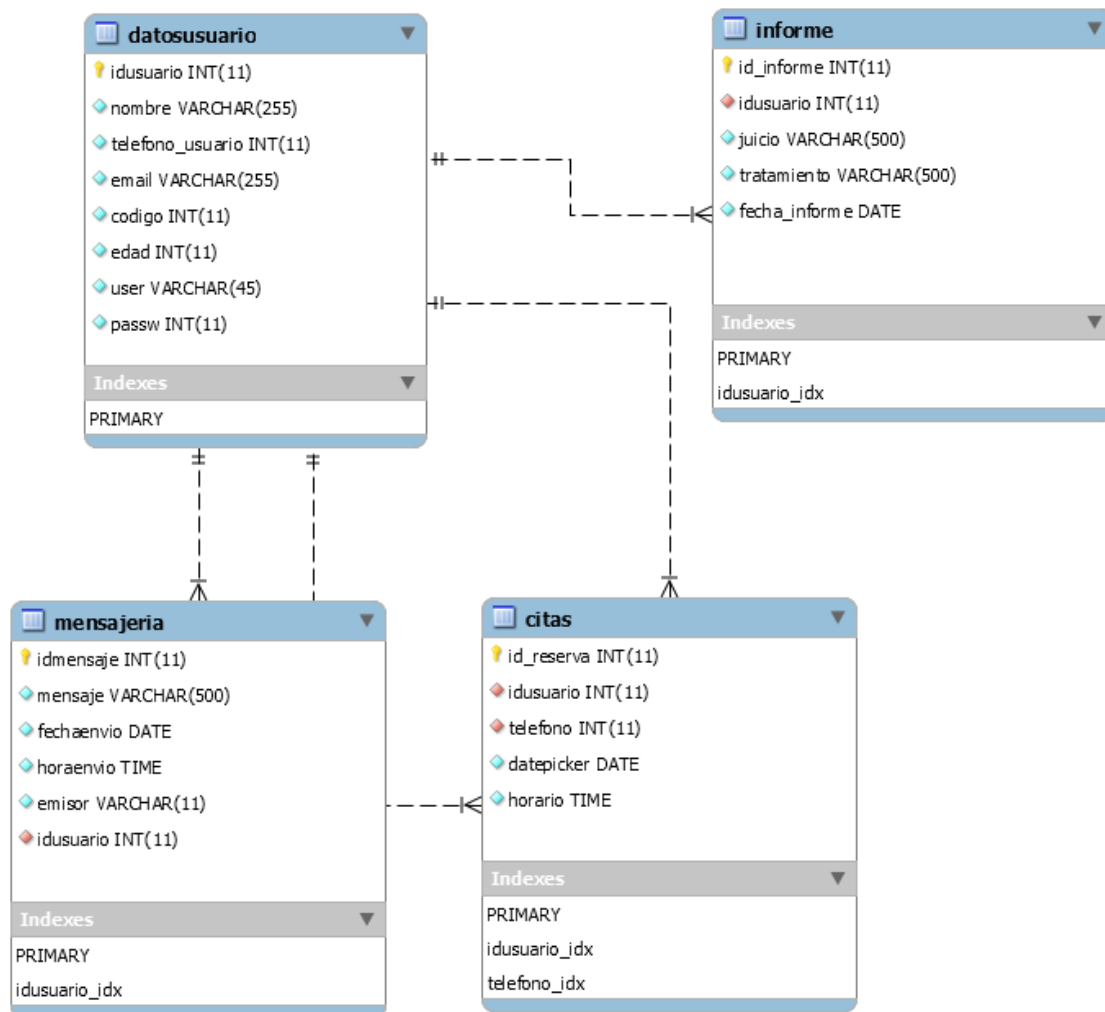 datosusuario
idusuario INT(11)
nombre VARCHAR(255)
telefono_usuario INT(11)
email VARCHAR(255)
codigo INT(11)
edad INT(11)
user VARCHAR(45)
passw INT(11)
Indexes
PRIMARY
informe
id_informe INT(11)
idusuario INT(11)
juicio VARCHAR(500)
tratamiento VARCHAR(500)
fecha_informe DATE
Indexes
PRIMARY
idusuario_idx
mensajeria
idmensaje INT(11)
mensaje VARCHAR(500)
fechaenvio DATE
horaenvio TIME
emisor VARCHAR(11)
idusuario INT(11)
Indexes
PRIMARY
idusuario_idx
citas
id_reserva INT(11)
idusuario INT(11)
telefono INT(11)
datepicker DATE
horario TIME
Indexes
PRIMARY
idusuario_idx
telefono_idx